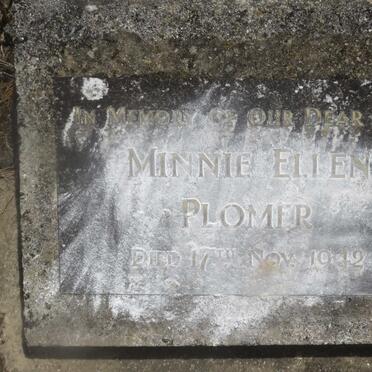 In Memory of Our Dear
Minnie Ellen
Plomer
Died 17th Nov. 1942